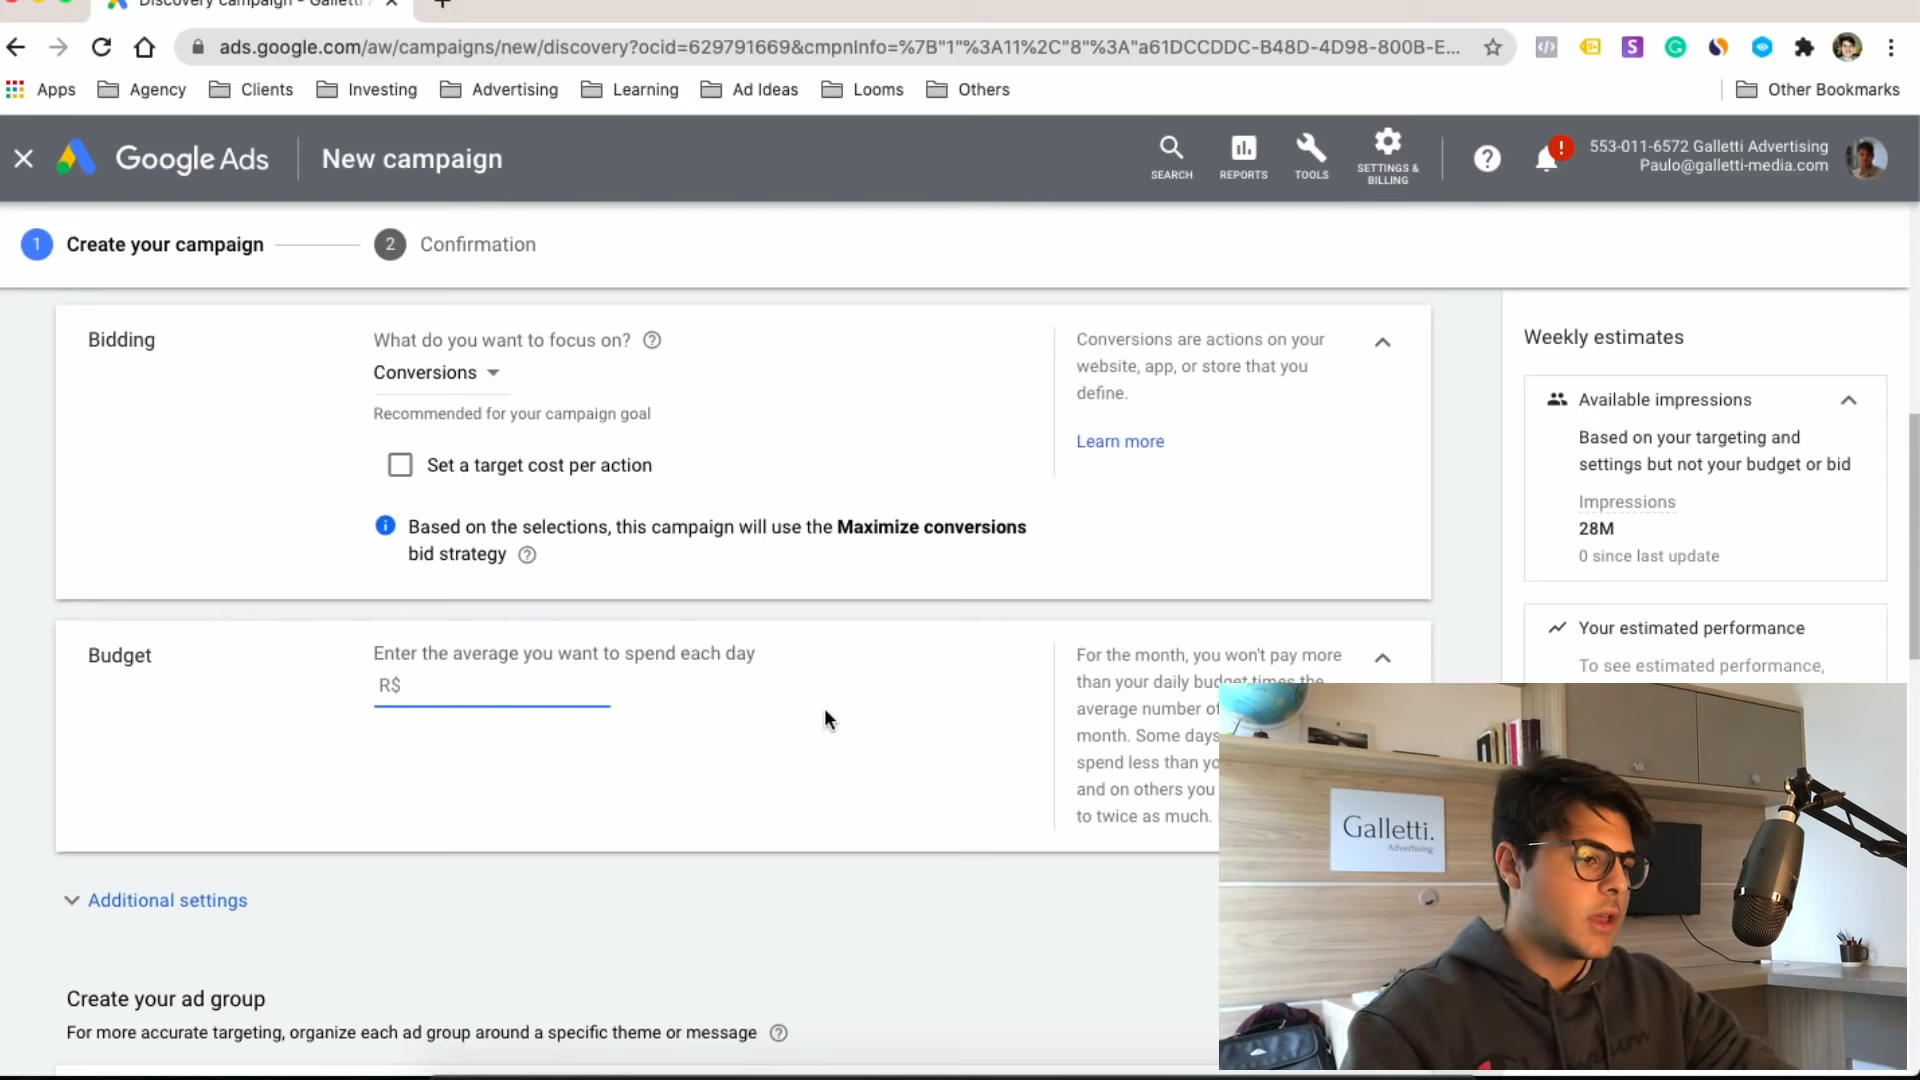 Discovery campaign - Galletti
ads.google.com/aw/campaigns/new/discovery?ocid=629791669&cmpnInfo=%7B"1"%3A11%2C"8"%3A"a61DCCDDC-B48D-4D98-800B-E...
Apps Agency Clients Investing Advertising Learning Ad Ideas Looms Others Other Bookmarks
Google Ads New campaign
SEARCH REPORTS TOOLS SETTINGS & BILLING
553-011-6572 Galletti Advertising
Paulo@galletti-media.com
1 Create your campaign 2 Confirmation
Bidding
What do you want to focus on?
Conversions
Recommended for your campaign goal
Set a target cost per action
Based on the selections, this campaign will use the Maximize conversions
bid strategy
Conversions are actions on your
website, app, or store that you
define.
Learn more
Budget
Enter the average you want to spend each day
R$
For the month, you won't pay more
than your daily budget times the
average number of
month. Some days
spend less than
and on others you
to twice as much.
Additional settings
Create your ad group
For more accurate targeting, organize each ad group around a specific theme or message
Weekly estimates
Available impressions
Based on your targeting and
settings but not your budget or bid
Impressions
28M
0 since last update
Your estimated performance
To see estimated performance,
Galletti.
Advertising